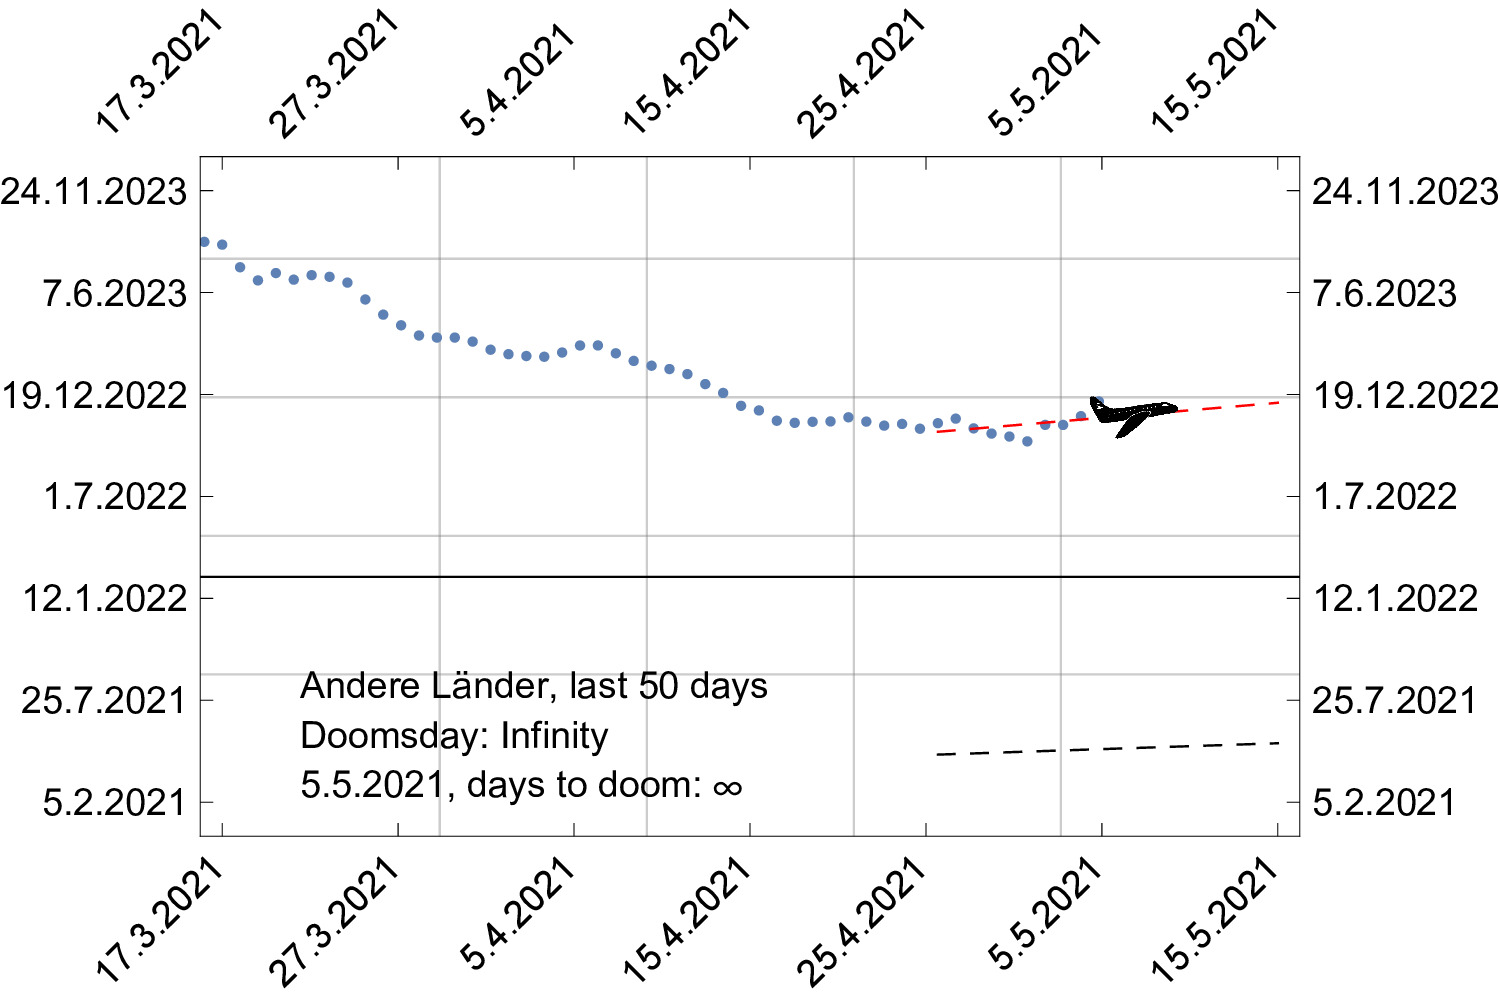 17.3.2021 27.3.2021 5.4.2021 15.4.2021 25.4.2021 5.5.2021 15.5.2021
24.11.2023 24.11.2023
7.6.2023 7.6.2023
19.12.2022 19.12.2022
1.7.2022 1.7.2022
12.1.2022 12.1.2022
Andere Länder, last 50 days
25.7.2021 25.7.2021
Doomsday: Infinity
5.5.2021, days to doom: ∞
5.2.2021 5.2.2021
17.3.2021 27.3.2021 5.4.2021 15.4.2021 25.4.2021 5.5.2021 15.5.2021